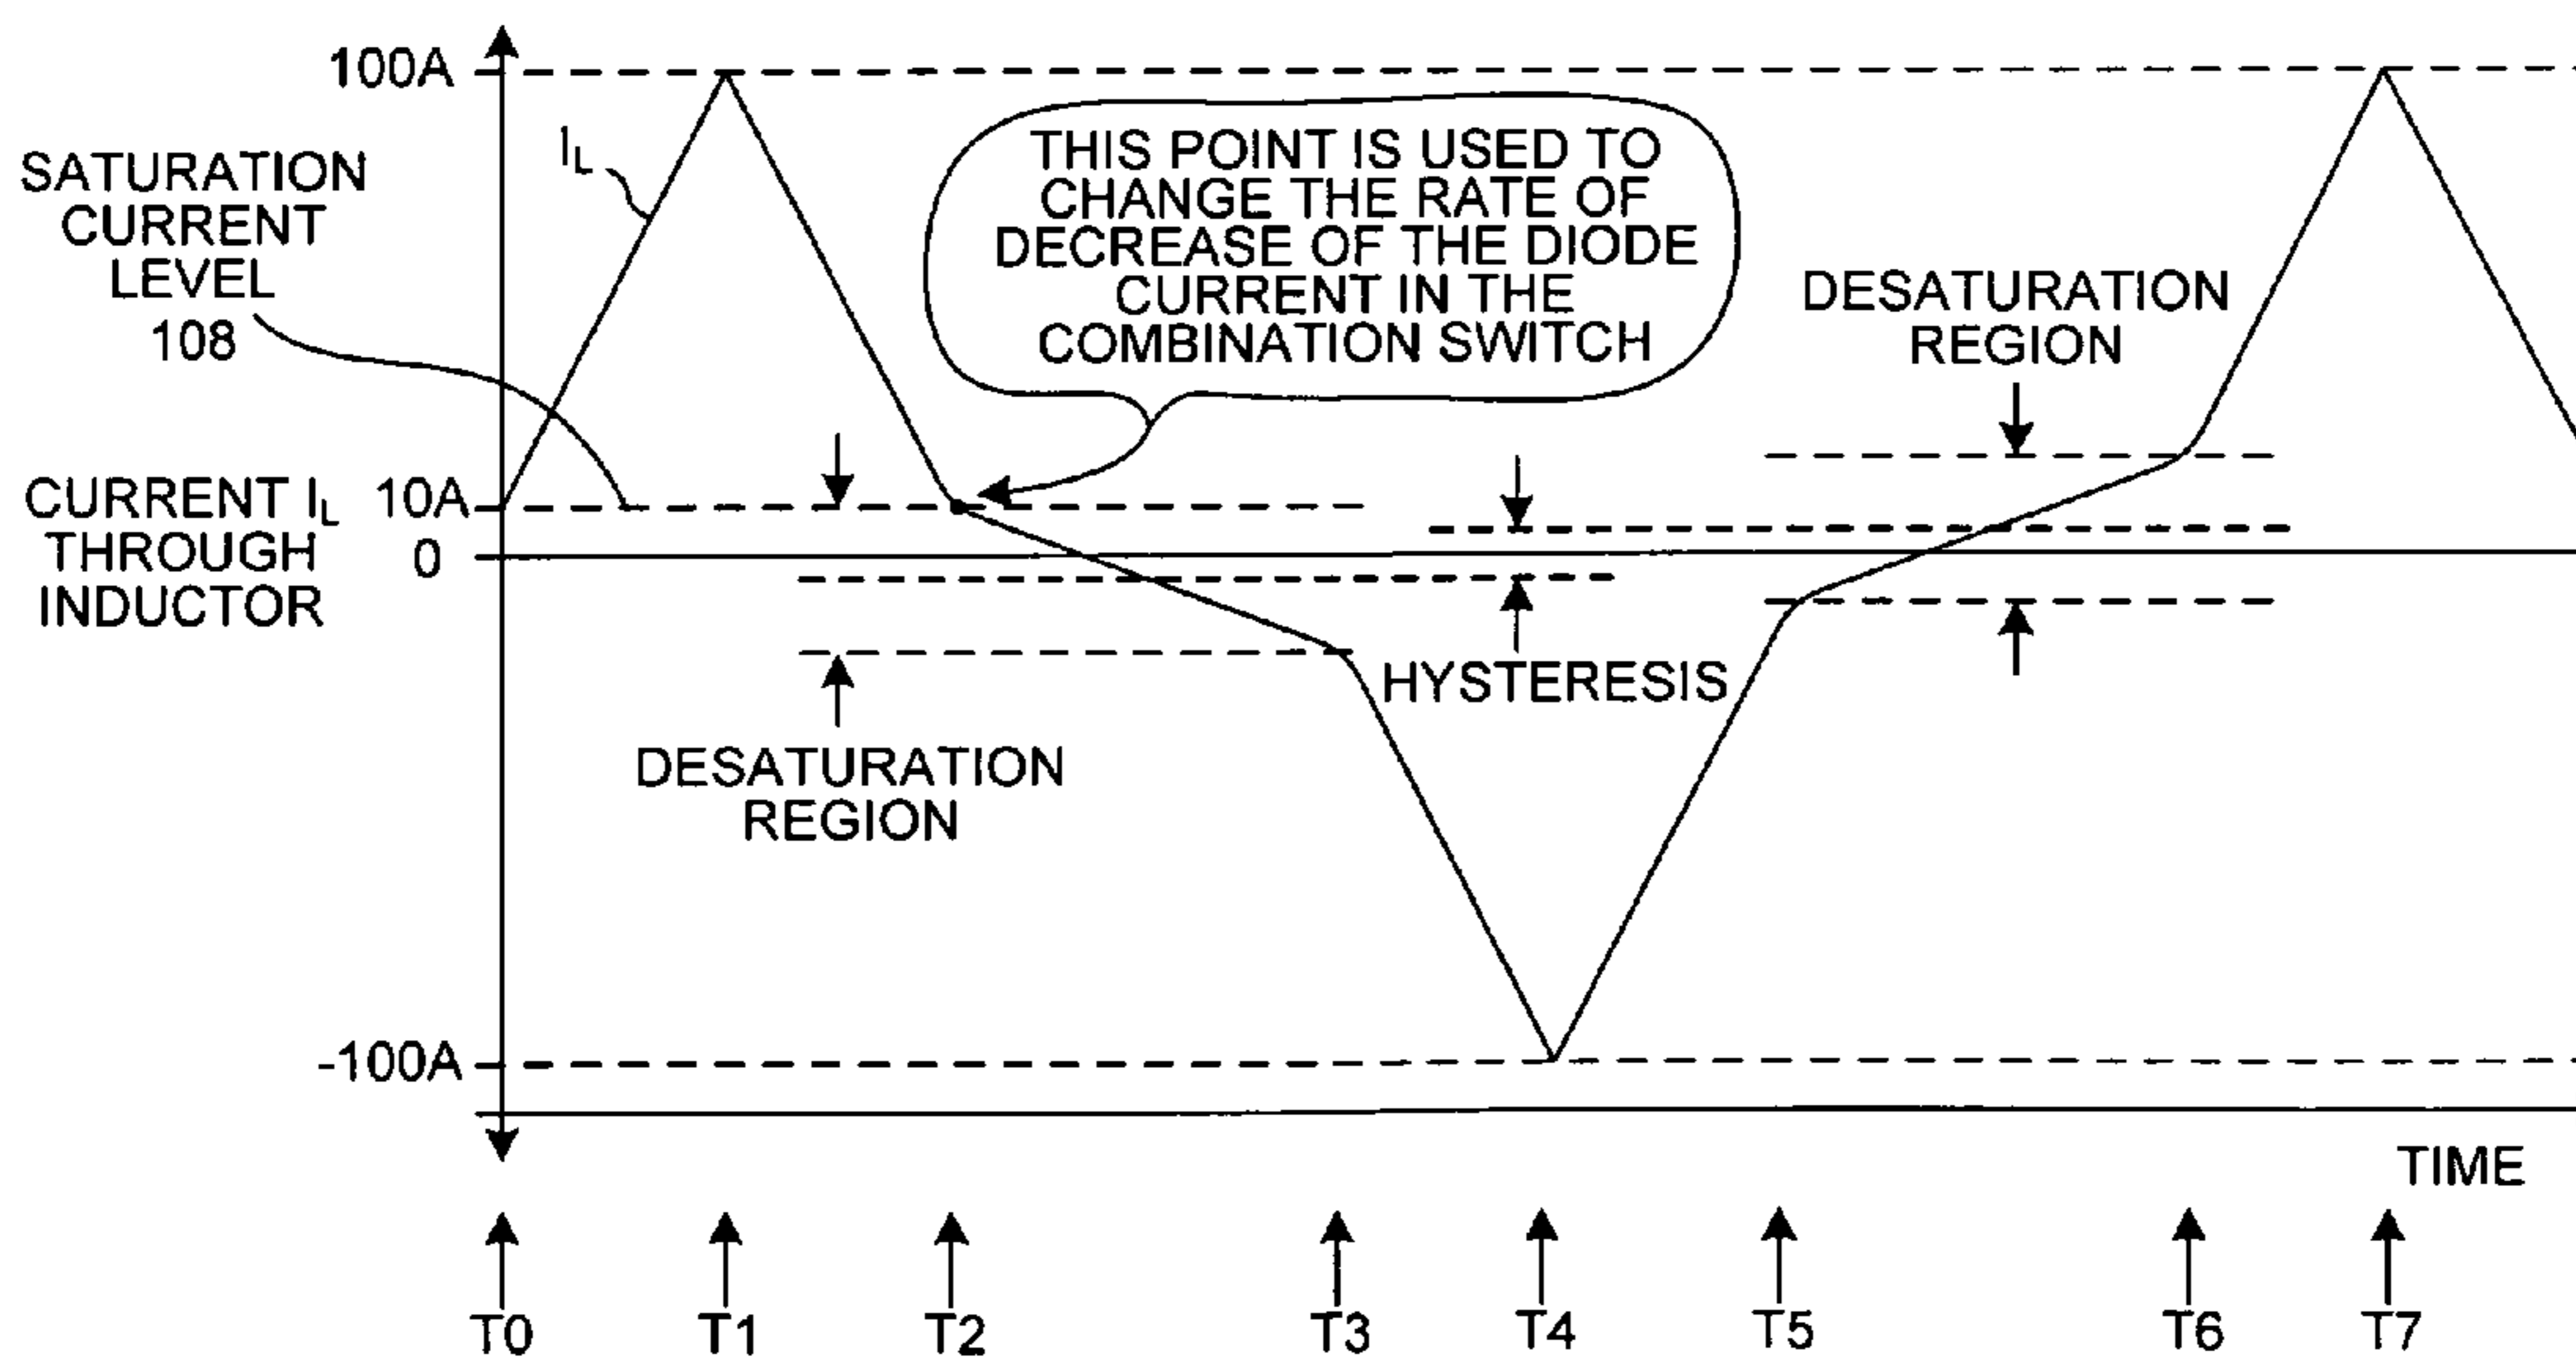 100A
I_L
SATURATION
CURRENT
LEVEL
108
THIS POINT IS USED TO
CHANGE THE RATE OF
DECREASE OF THE DIODE
CURRENT IN THE
COMBINATION SWITCH
DESATURATION
REGION
CURRENT I_L
THROUGH
INDUCTOR
10A
0
HYSTERESIS
DESATURATION
REGION
-100A
TIME
T0 T1 T2 T3 T4 T5 T6 T7